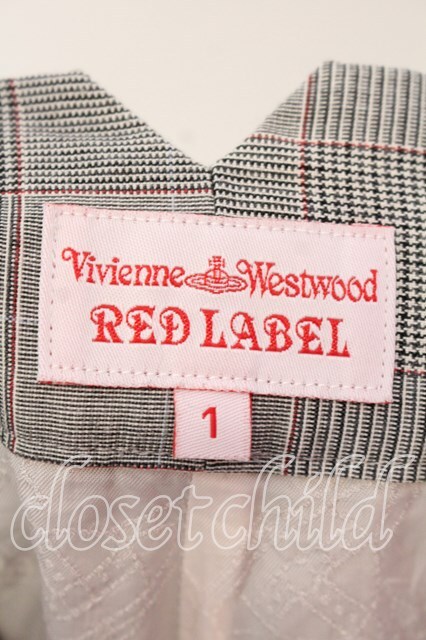 Vivienne Westwood
RED LABEL
1
closet child